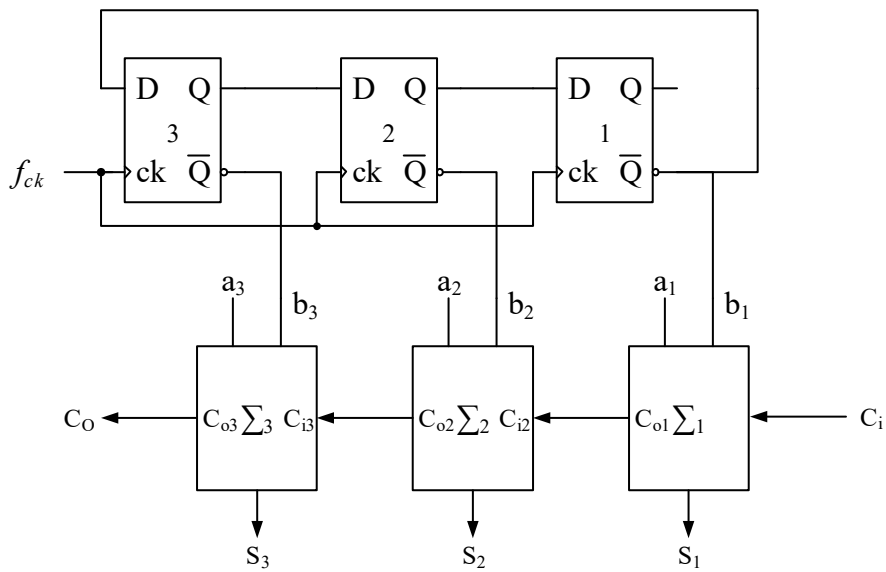 D Q D Q D Q
3 2 1
f_ck ck Q̅ ck Q̅ ck Q̅
a₃ b₃ a₂ b₂ a₁ b₁
C_O C_o3 ∑₃ C_i3 C_o2 ∑₂ C_i2 C_o1 ∑₁ C_i
S₃ S₂ S₁